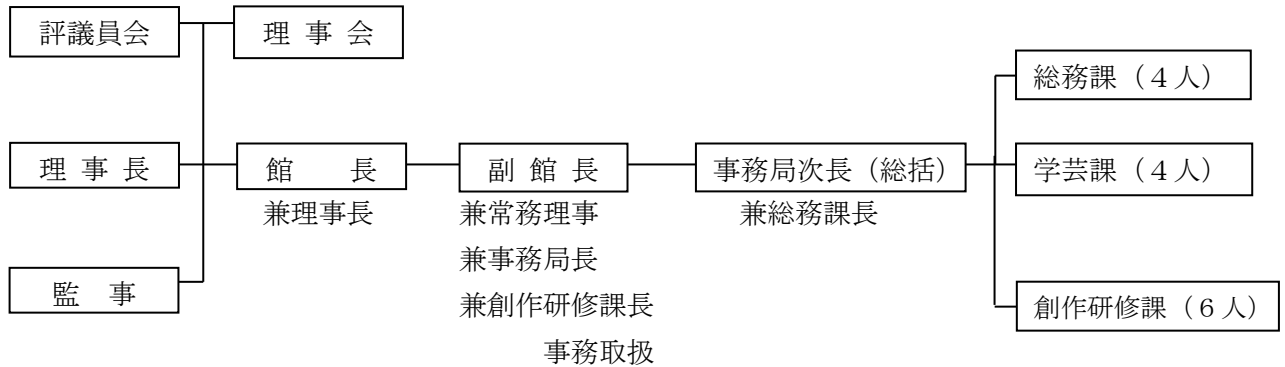 評議員会
理 事 会
総務課（４人）
理 事 長
館　　長
副 館 長
事務局次長（総括）
学芸課（４人）
兼理事長
兼常務理事
兼総務課長
兼事務局長
監　事
兼創作研修課長
創作研修課（６人）
事務取扱